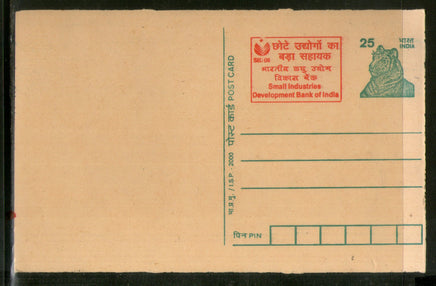 छोटे उद्योगों का
बड़ा सहायक
भारतीय लघु उद्योग
विकास बैंक
Small Industries
Development Bank of India
25
भारत
INDIA
पोस्ट कार्ड POST CARD
भा.प्र.मु. / I.S.P. 2000
पिन PIN